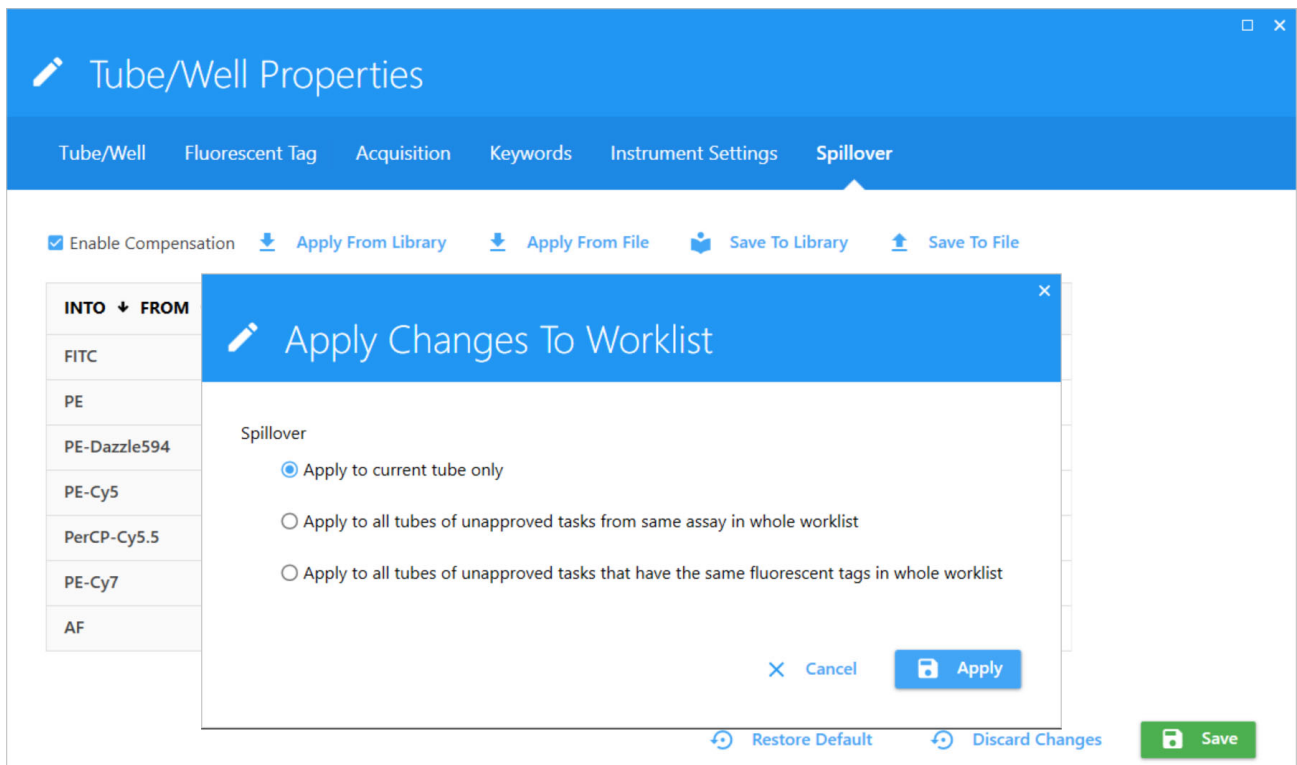 Tube/Well Properties
Tube/Well Fluorescent Tag Acquisition Keywords Instrument Settings Spillover
Enable Compensation Apply From Library Apply From File Save To Library Save To File
INTO ↓ FROM
Apply Changes To Worklist
FITC
PE
PE-Dazzle594
PE-Cy5
PerCP-Cy5.5
PE-Cy7
AF
Spillover
Apply to current tube only
Apply to all tubes of unapproved tasks from same assay in whole worklist
Apply to all tubes of unapproved tasks that have the same fluorescent tags in whole worklist
Cancel Apply
Restore Default Discard Changes Save